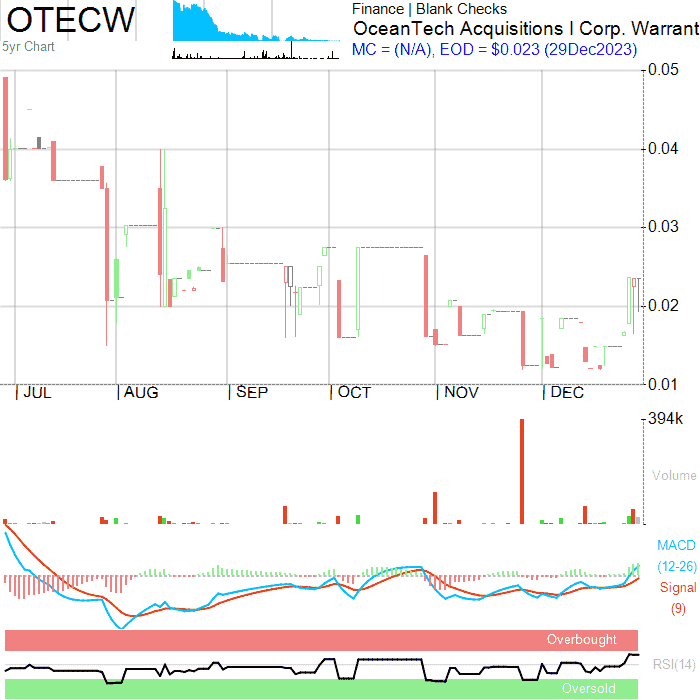 OTECW
5yr Chart
Finance | Blank Checks
OceanTech Acquisitions I Corp. Warrant
MC = (N/A), EOD = $0.023 (29Dec2023)
0.05
0.04
0.03
0.02
0.01
JUL AUG SEP OCT NOV DEC
394k
Volume
MACD
(12-26)
Signal
(9)
Overbought
RSI(14)
Oversold